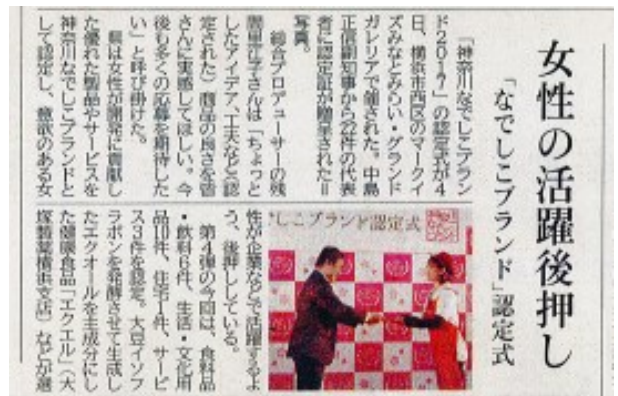 女性の活躍後押し
「なでしこブランド」認定式
「神奈川なでしこブラン
ド2017」の認定式が4
日、横浜市西区のマークイ
ズみなとみらい・グランド
ガレリアで催された。中島
正信副知事から22件の代表
者に認定証が贈呈された＝
写真。
総合プロデューサーの残
間里江子さんは「ちょっと
したアイデア、工夫など（認
定された）商品の良さを皆
さんに実感してほしい。今
後も多くの応募を期待した
い」と呼び掛けた。
県は女性が開発に貢献し
た優れた製品やサービスを
神奈川なでしこブランドと
して認定し、意欲のある女
性が企業などで活躍するよ
う、後押ししている。
第4弾の今回は、食料品
・飲料6件、生活・文化用
品10件、住宅1件、サービ
ス3件を認定。大豆イソフ
ラボンを発酵させて生成し
たエクオールを主成分にし
た健康食品「エクエル」（大
塚製薬横浜支店）などが選
でしこブランド認定式